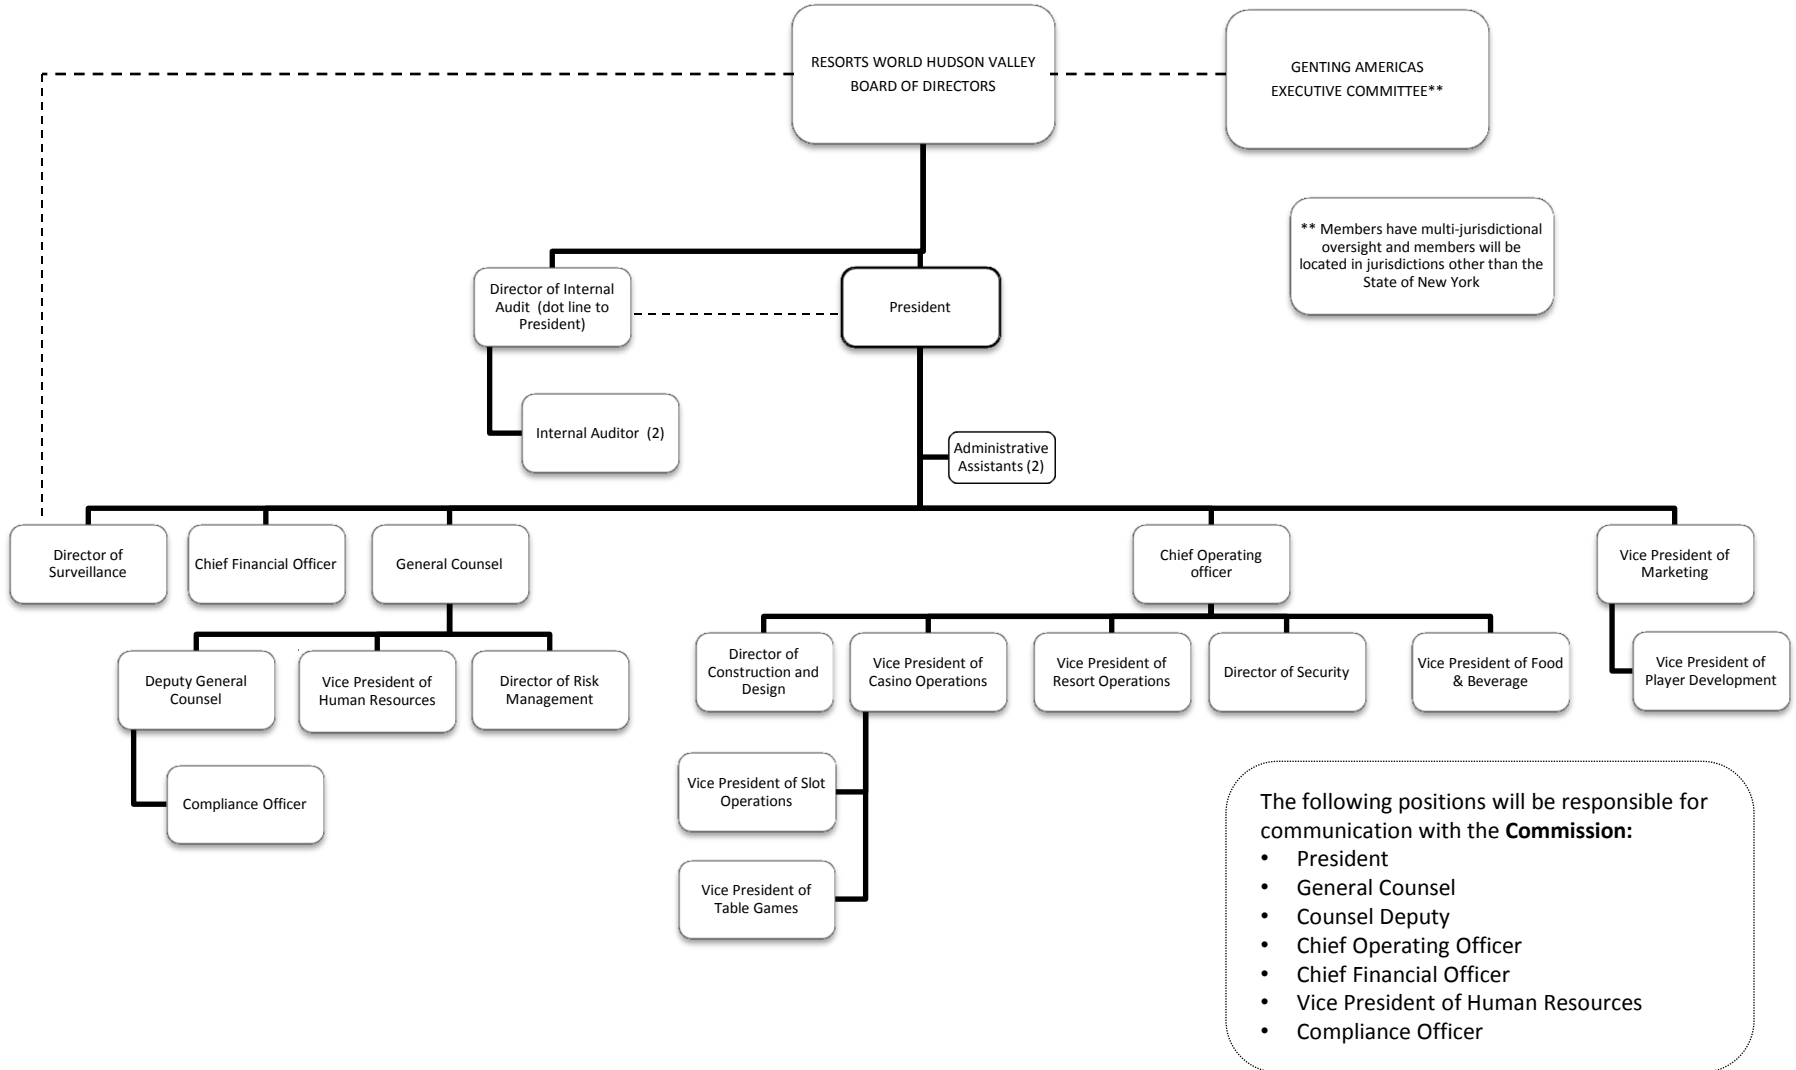 RESORTS WORLD HUDSON VALLEY
BOARD OF DIRECTORS
GENTING AMERICAS
EXECUTIVE COMMITTEE**
** Members have multi-jurisdictional
oversight and members will be
located in jurisdictions other than the
State of New York
Director of Internal
Audit (dot line to
President)
President
Internal Auditor (2)
Administrative
Assistants (2)
Director of
Surveillance
Chief Financial Officer
General Counsel
Chief Operating
officer
Vice President of
Marketing
Deputy General
Counsel
Vice President of
Human Resources
Director of Risk
Management
Director of
Construction and
Design
Vice President of
Casino Operations
Vice President of
Resort Operations
Director of Security
Vice President of Food
& Beverage
Vice President of
Player Development
Compliance Officer
Vice President of Slot
Operations
Vice President of
Table Games
The following positions will be responsible for
communication with the Commission:
• President
• General Counsel
• Counsel Deputy
• Chief Operating Officer
• Chief Financial Officer
• Vice President of Human Resources
• Compliance Officer